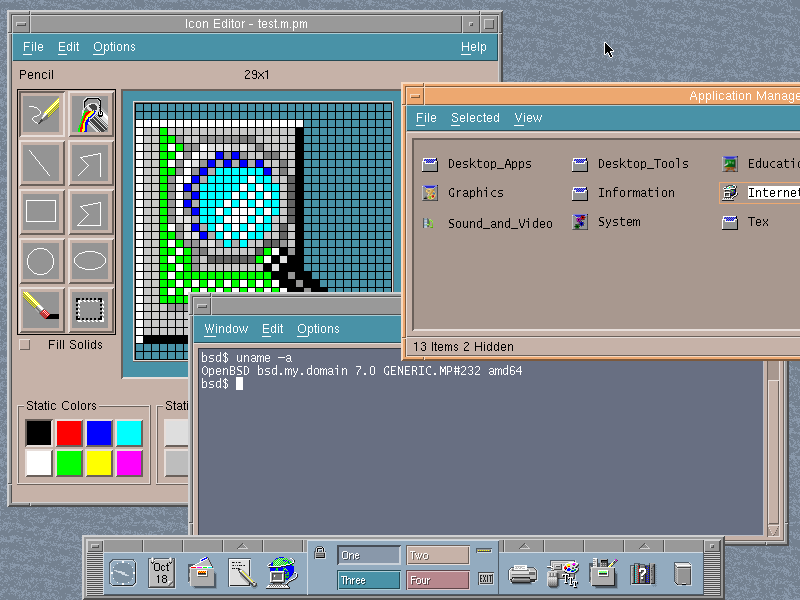 Icon Editor - test.m.pm
File Edit Options Help
Pencil 29x1
Fill Solids
Static Colors
Stati
Application Manage
File Selected View
Desktop_Apps Desktop_Tools Educatio
Graphics Information Internet
Sound_and_Video System Tex
13 Items 2 Hidden
Window Edit Options
bsd$ uname -a
OpenBSD bsd.my.domain 7.0 GENERIC.MP#232 amd64
bsd$
Oct
18
One Two
Three Four
EXIT